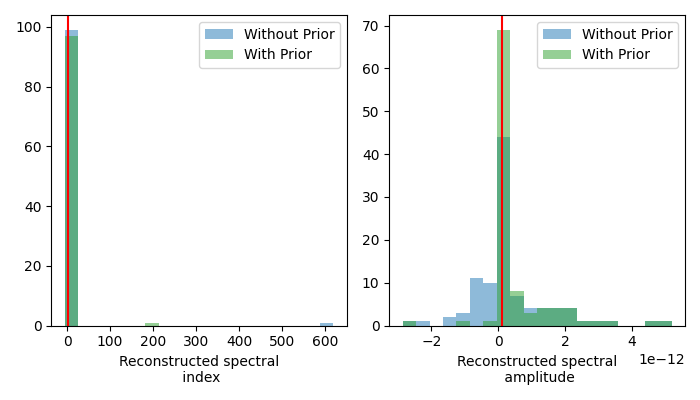 100
80
60
40
20
0
Without Prior
With Prior
0 100 200 300 400 500 600
Reconstructed spectral
index
70
60
50
40
30
20
10
0
Without Prior
With Prior
−2 0 2 4
1e−12
Reconstructed spectral
amplitude